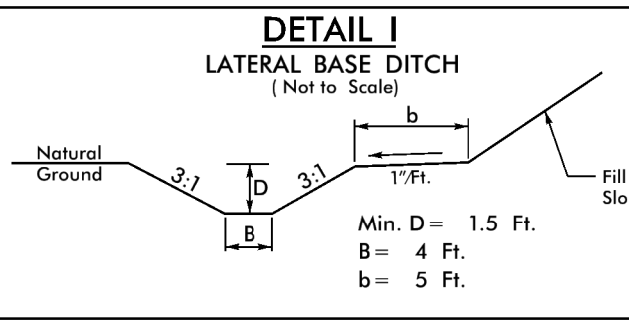 DETAIL I
LATERAL BASE DITCH
( Not to Scale)
b
Natural
Ground
3:1
D
3:1
1"/Ft.
B
Fill
Slo
Min. D = 1.5 Ft.
B = 4 Ft.
b = 5 Ft.